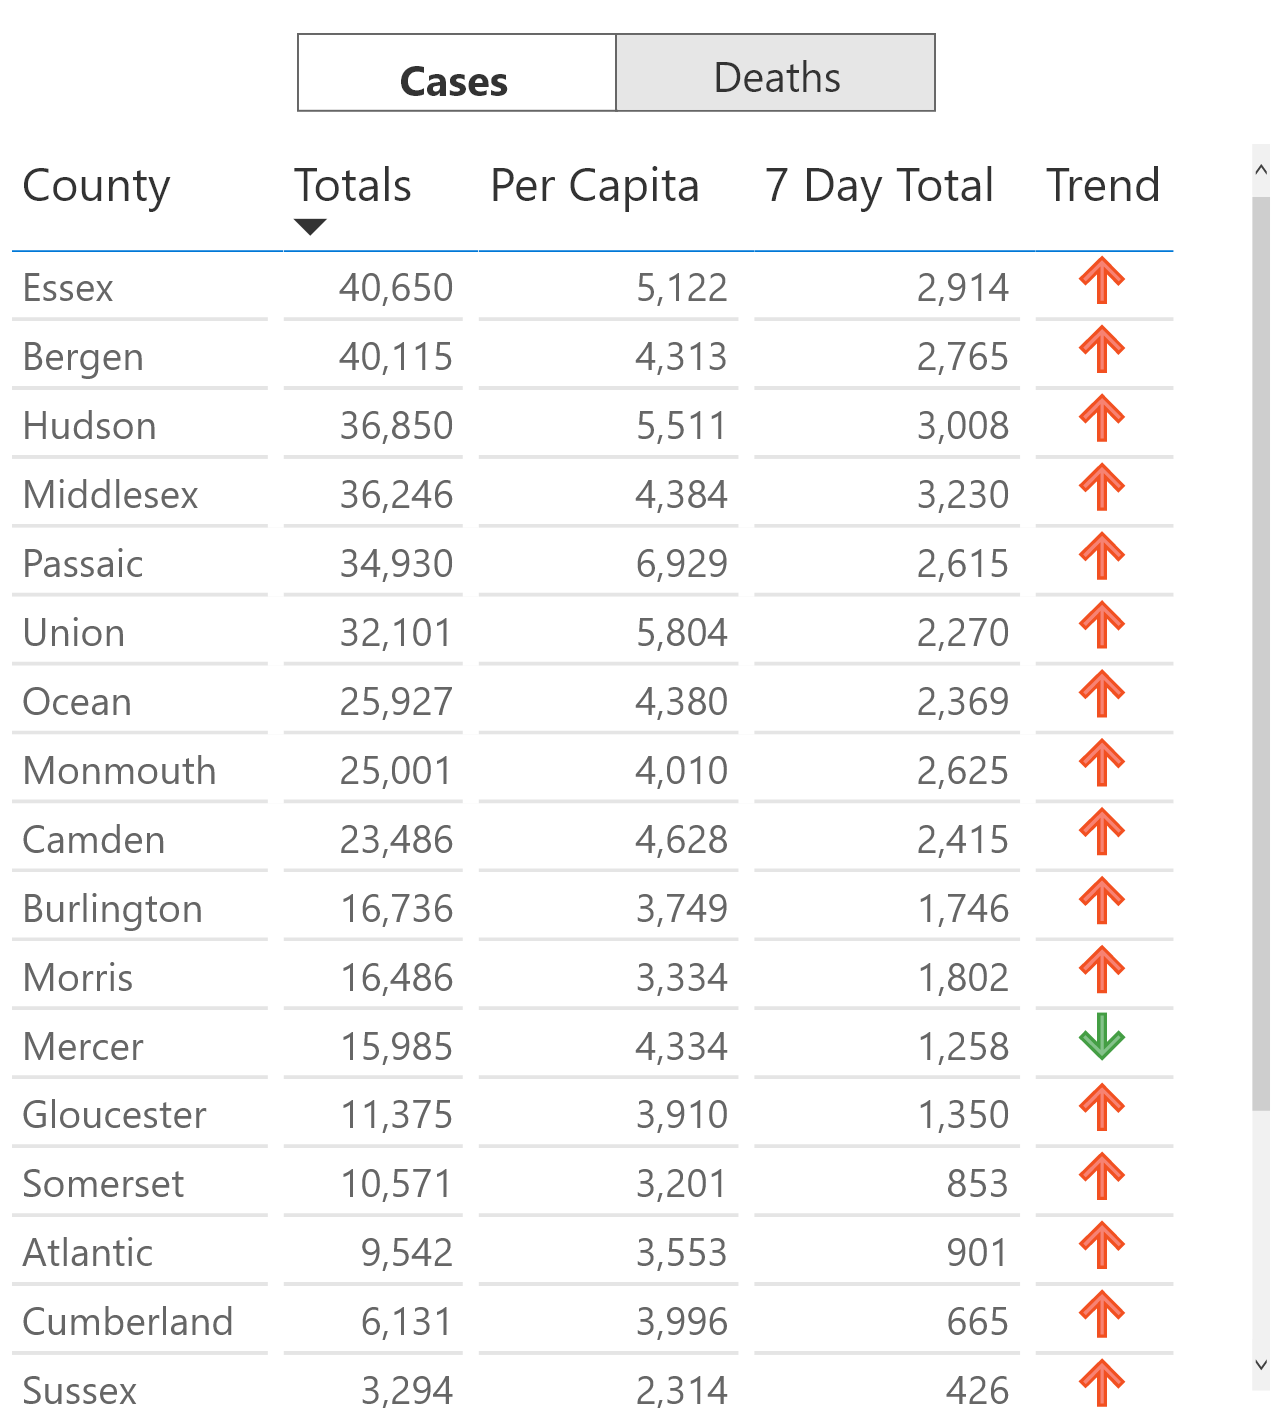 Cases Deaths
County Totals Per Capita 7 Day Total Trend
Essex 40,650 5,122 2,914
Bergen 40,115 4,313 2,765
Hudson 36,850 5,511 3,008
Middlesex 36,246 4,384 3,230
Passaic 34,930 6,929 2,615
Union 32,101 5,804 2,270
Ocean 25,927 4,380 2,369
Monmouth 25,001 4,010 2,625
Camden 23,486 4,628 2,415
Burlington 16,736 3,749 1,746
Morris 16,486 3,334 1,802
Mercer 15,985 4,334 1,258
Gloucester 11,375 3,910 1,350
Somerset 10,571 3,201 853
Atlantic 9,542 3,553 901
Cumberland 6,131 3,996 665
Sussex 3,294 2,314 426